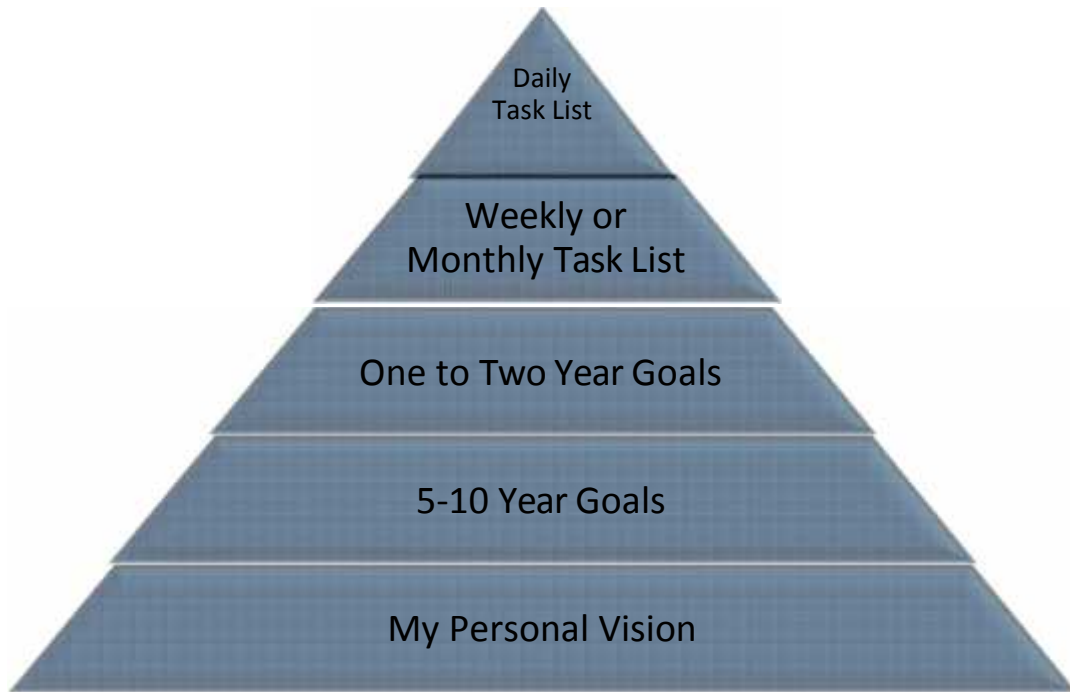 Daily
Task List
Weekly or
Monthly Task List
One to Two Year Goals
5-10 Year Goals
My Personal Vision